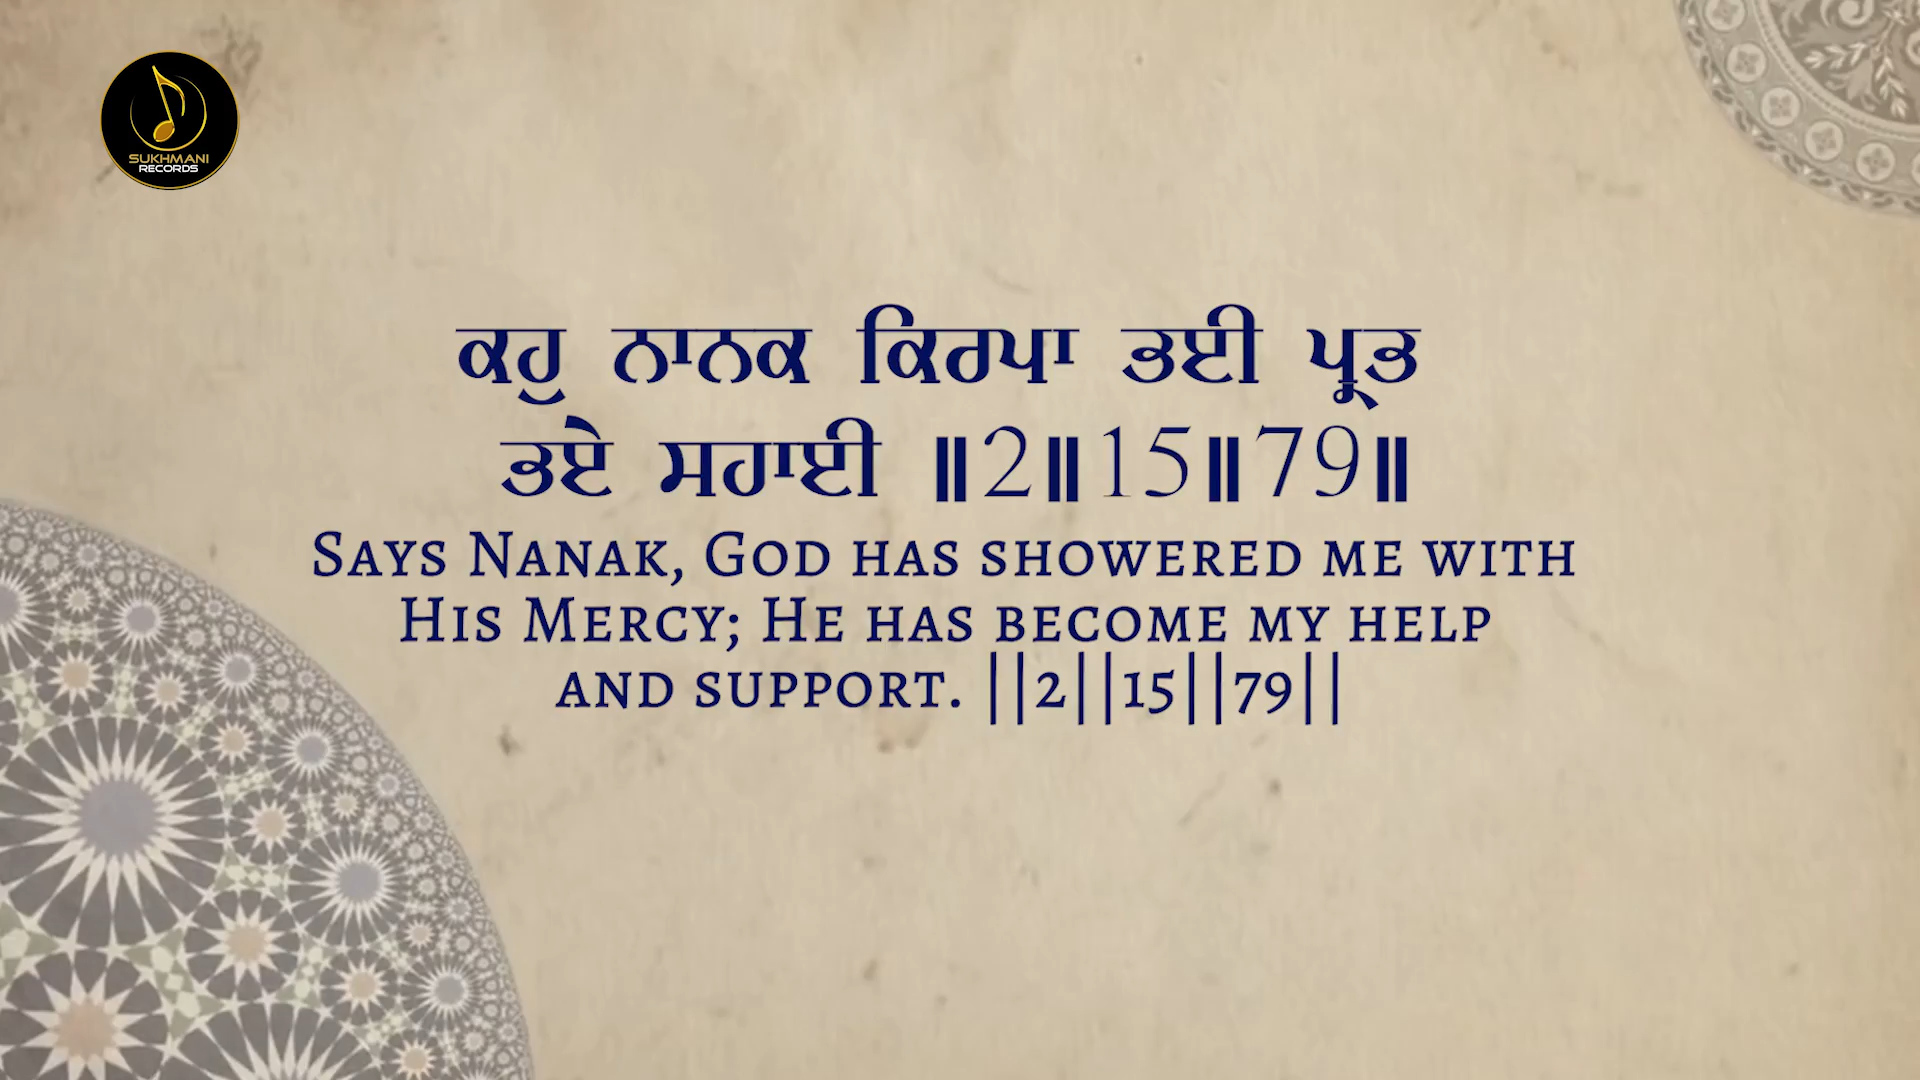 SUKHMANI
RECORDS
ਕਹੁ ਨਾਨਕ ਕਿਰਪਾ ਭਈ ਪ੍ਰਭ
ਭਏ ਸਹਾਈ ॥2॥15॥79॥
Says Nanak, God has showered me with
His Mercy; He has become my help
and support. ||2||15||79||